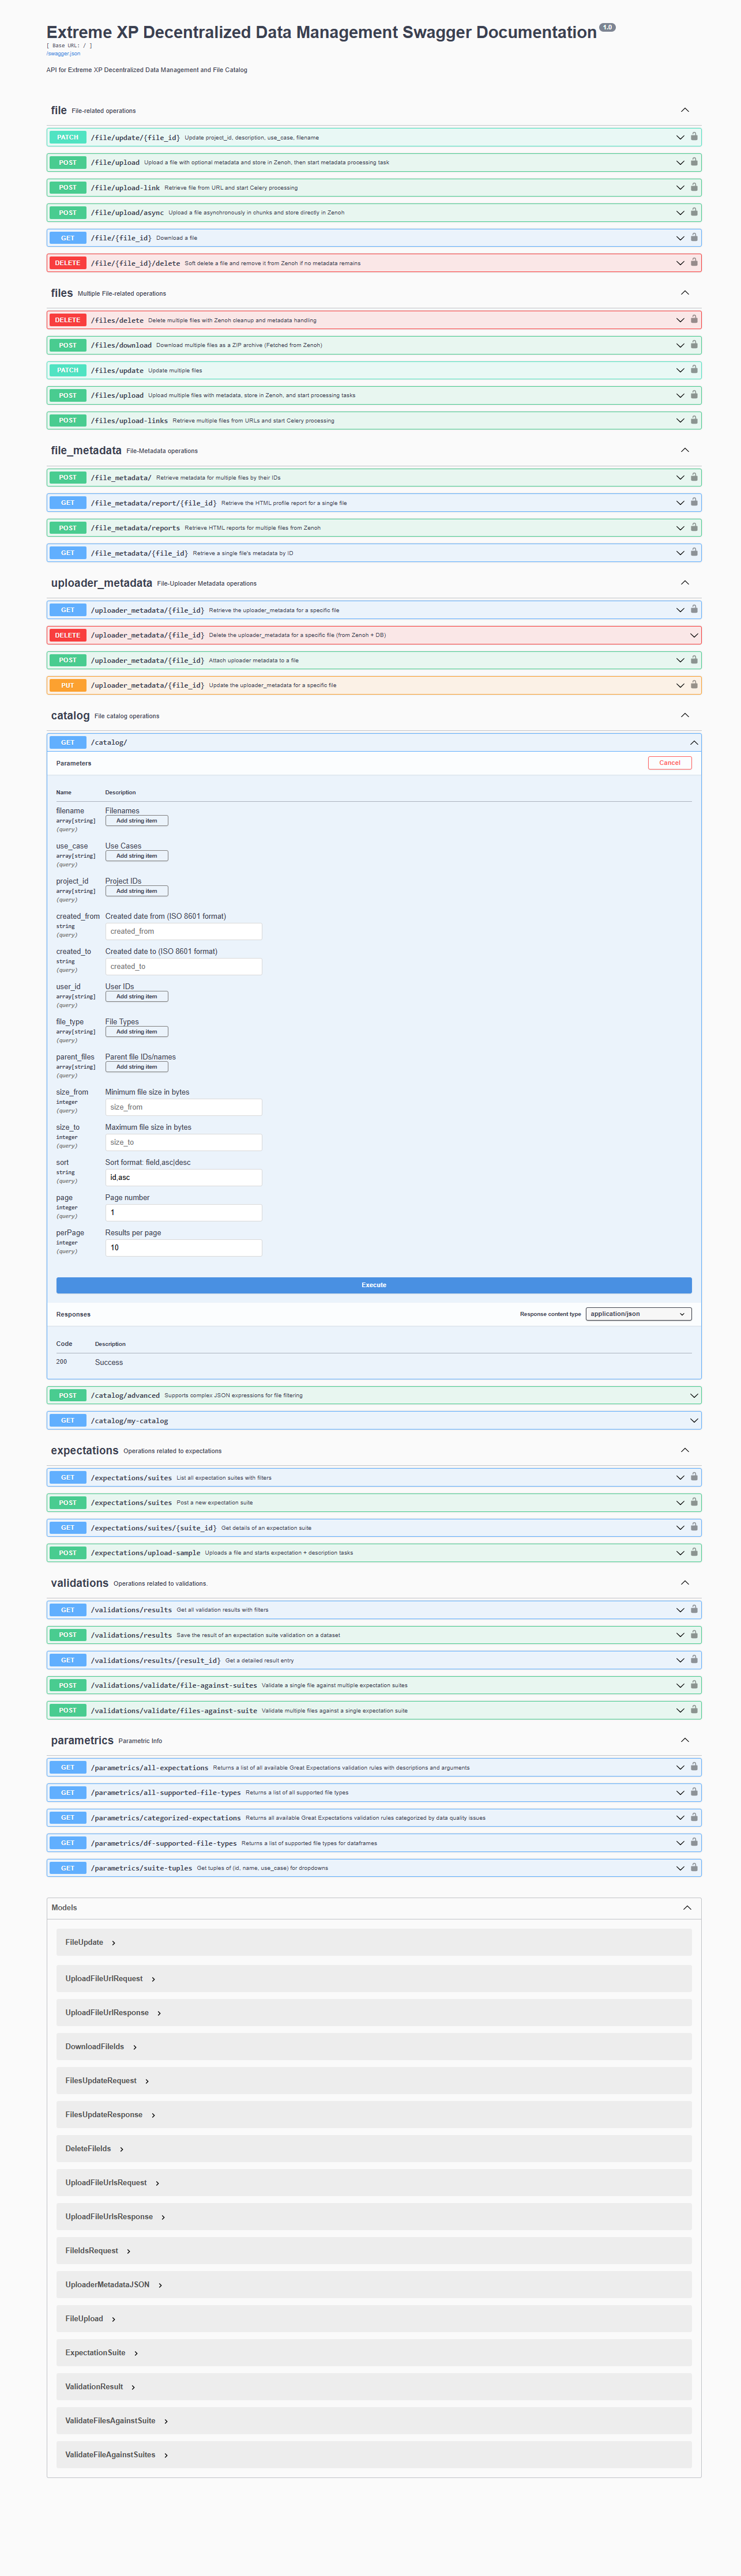 Extreme XP Decentralized Data Management Swagger Documentation 1.0
[ Base URL: / ]
/swagger.json
API for Extreme XP Decentralized Data Management and File Catalog
file File-related operations
PATCH /file/update/{file_id} Update project_id, description, use_case, filename
POST /file/upload Upload a file with optional metadata and store in Zenoh, then start metadata processing task
POST /file/upload-link Retrieve file from URL and start Celery processing
POST /file/upload/async Upload a file asynchronously in chunks and store directly in Zenoh
GET /file/{file_id} Download a file
DELETE /file/{file_id}/delete Soft delete a file and remove it from Zenoh if no metadata remains
files Multiple File-related operations
DELETE /files/delete Delete multiple files with Zenoh cleanup and metadata handling
POST /files/download Download multiple files as a ZIP archive (Fetched from Zenoh)
PATCH /files/update Update multiple files
POST /files/upload Upload multiple files with metadata, store in Zenoh, and start processing tasks
POST /files/upload-links Retrieve multiple files from URLs and start Celery processing
file_metadata File-Metadata operations
POST /file_metadata/ Retrieve metadata for multiple files by their IDs
GET /file_metadata/report/{file_id} Retrieve the HTML profile report for a single file
POST /file_metadata/reports Retrieve HTML reports for multiple files from Zenoh
GET /file_metadata/{file_id} Retrieve a single file's metadata by ID
uploader_metadata File-Uploader Metadata operations
GET /uploader_metadata/{file_id} Retrieve the uploader_metadata for a specific file
DELETE /uploader_metadata/{file_id} Delete the uploader_metadata for a specific file (from Zenoh + DB)
POST /uploader_metadata/{file_id} Attach uploader metadata to a file
PUT /uploader_metadata/{file_id} Update the uploader_metadata for a specific file
catalog File catalog operations
GET /catalog/
Parameters Cancel
Name Description
filename Filenames
array[string] Add string item
(query)
use_case Use Cases
array[string] Add string item
(query)
project_id Project IDs
array[string] Add string item
(query)
created_from Created date from (ISO 8601 format)
string created_from
(query)
created_to Created date to (ISO 8601 format)
string created_to
(query)
user_id User IDs
array[string] Add string item
(query)
file_type File Types
array[string] Add string item
(query)
parent_files Parent file IDs/names
array[string] Add string item
(query)
size_from Minimum file size in bytes
integer size_from
(query)
size_to Maximum file size in bytes
integer size_to
(query)
sort Sort format: field,asc|desc
string id,asc
(query)
page Page number
integer 1
(query)
perPage Results per page
integer 10
(query)
Execute
Responses Response content type application/json
Code Description
200 Success
POST /catalog/advanced Supports complex JSON expressions for file filtering
GET /catalog/my-catalog
expectations Operations related to expectations
GET /expectations/suites List all expectation suites with filters
POST /expectations/suites Post a new expectation suite
GET /expectations/suites/{suite_id} Get details of an expectation suite
POST /expectations/upload-sample Uploads a file and starts expectation + description tasks
validations Operations related to validations
GET /validations/results Get all validation results with filters
POST /validations/results Save the result of an expectation suite validation on a dataset
GET /validations/results/{result_id} Get a detailed result entry
POST /validations/validate/file-against-suites Validate a single file against multiple expectation suites
POST /validations/validate/files-against-suite Validate multiple files against a single expectation suite
parametrics Parametric Info
GET /parametrics/all-expectations Returns a list of all available Great Expectations validation rules with descriptions and arguments
GET /parametrics/all-supported-file-types Returns a list of all supported file types
GET /parametrics/categorized-expectations Returns all available Great Expectations validation rules categorized by data quality issues
GET /parametrics/df-supported-file-types Returns a list of supported file types for dataframes
GET /parametrics/suite-tuples Get tuples of (id, name, use_case) for dropdowns
Models
FileUpdate
UploadFileUrlRequest
UploadFileUrlResponse
DownloadFileIds
FilesUpdateRequest
FilesUpdateResponse
DeleteFileIds
UploadFileUrlsRequest
UploadFileUrlsResponse
FileIdsRequest
UploaderMetadataJSON
FileUpload
ExpectationSuite
ValidationResult
ValidateFilesAgainstSuite
ValidateFileAgainstSuites